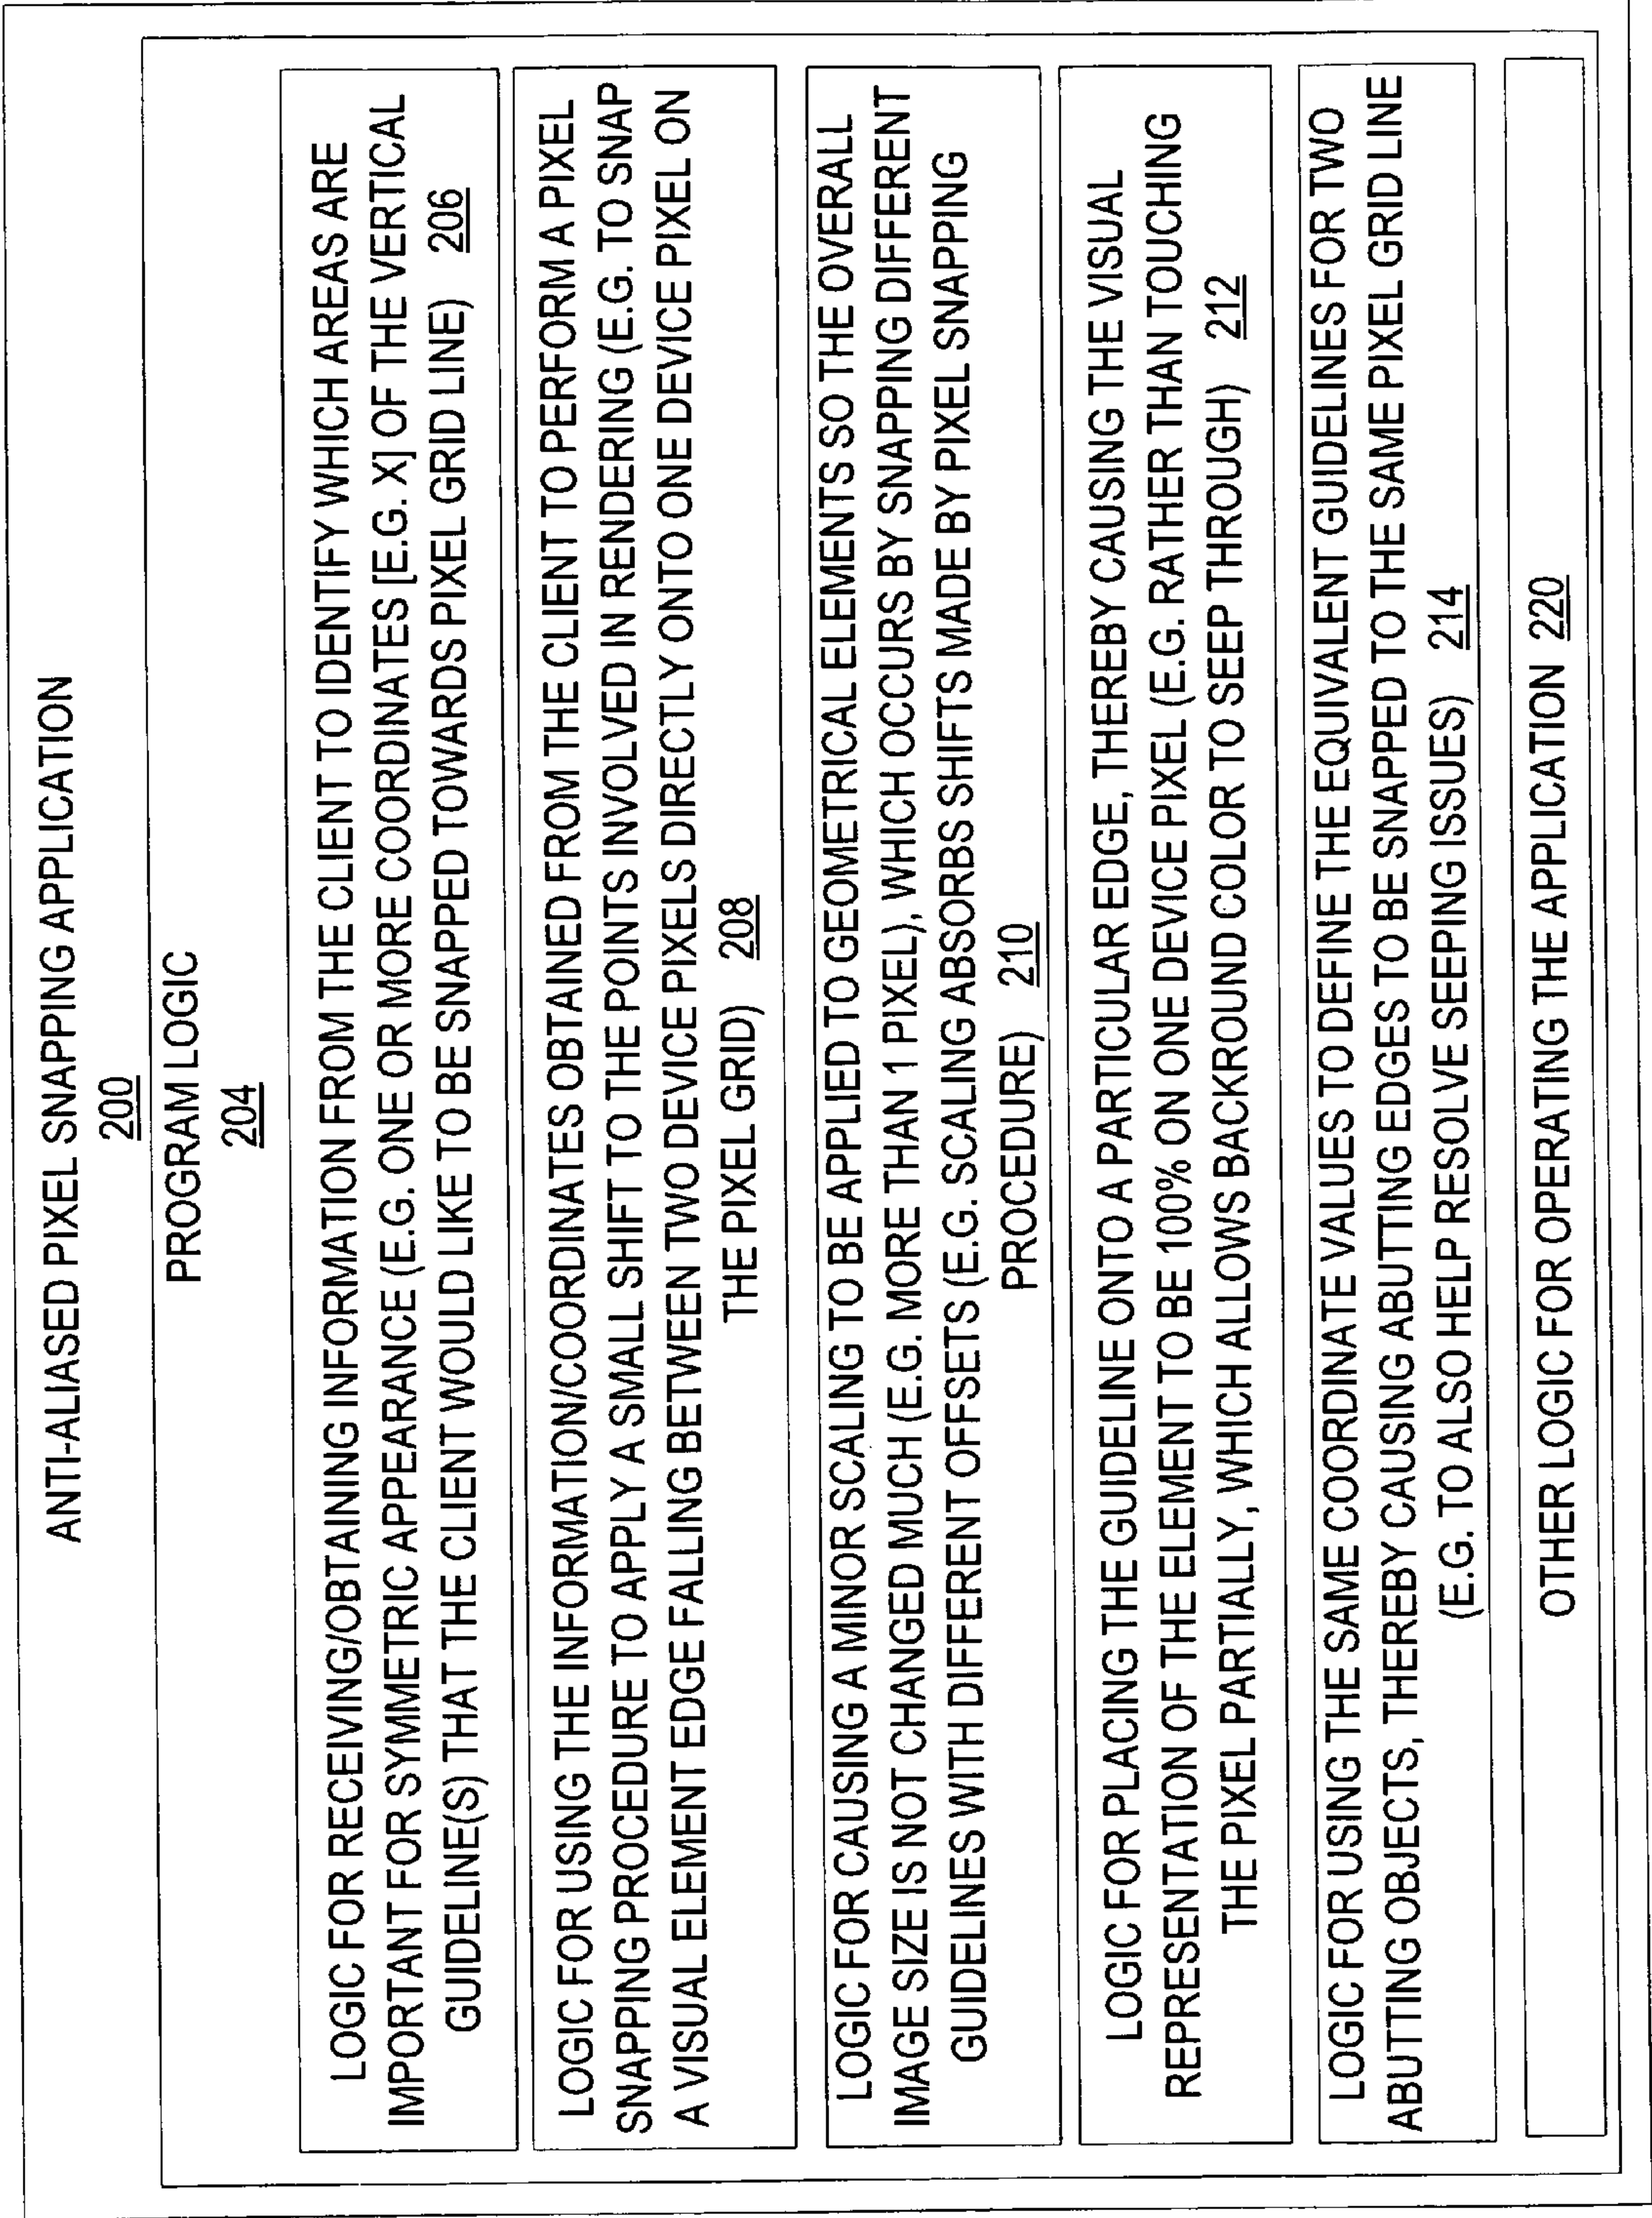 ANTI-ALIASED PIXEL SNAPPING APPLICATION
200
PROGRAM LOGIC
204
LOGIC FOR RECEIVING/OBTAINING INFORMATION FROM THE CLIENT TO IDENTIFY WHICH AREAS ARE
IMPORTANT FOR SYMMETRIC APPEARANCE (E.G. ONE OR MORE COORDINATES [E.G. X] OF THE VERTICAL
GUIDELINE(S) THAT THE CLIENT WOULD LIKE TO BE SNAPPED TOWARDS PIXEL GRID LINE) 206
LOGIC FOR USING THE INFORMATION/COORDINATES OBTAINED FROM THE CLIENT TO PERFORM A PIXEL
SNAPPING PROCEDURE TO APPLY A SMALL SHIFT TO THE POINTS INVOLVED IN RENDERING (E.G. TO SNAP
A VISUAL ELEMENT EDGE FALLING BETWEEN TWO DEVICE PIXELS DIRECTLY ONTO ONE DEVICE PIXEL ON
THE PIXEL GRID) 208
LOGIC FOR CAUSING A MINOR SCALING TO BE APPLIED TO GEOMETRICAL ELEMENTS SO THE OVERALL
IMAGE SIZE IS NOT CHANGED MUCH (E.G. MORE THAN 1 PIXEL), WHICH OCCURS BY SNAPPING DIFFERENT
GUIDELINES WITH DIFFERENT OFFSETS (E.G. SCALING ABSORBS SHIFTS MADE BY PIXEL SNAPPING
PROCEDURE) 210
LOGIC FOR PLACING THE GUIDELINE ONTO A PARTICULAR EDGE, THEREBY CAUSING THE VISUAL
REPRESENTATION OF THE ELEMENT TO BE 100% ON ONE DEVICE PIXEL (E.G. RATHER THAN TOUCHING
THE PIXEL PARTIALLY, WHICH ALLOWS BACKROUND COLOR TO SEEP THROUGH) 212
LOGIC FOR USING THE SAME COORDINATE VALUES TO DEFINE THE EQUIVALENT GUIDELINES FOR TWO
ABUTTING OBJECTS, THEREBY CAUSING ABUTTING EDGES TO BE SNAPPED TO THE SAME PIXEL GRID LINE
(E.G. TO ALSO HELP RESOLVE SEEPING ISSUES) 214
OTHER LOGIC FOR OPERATING THE APPLICATION 220